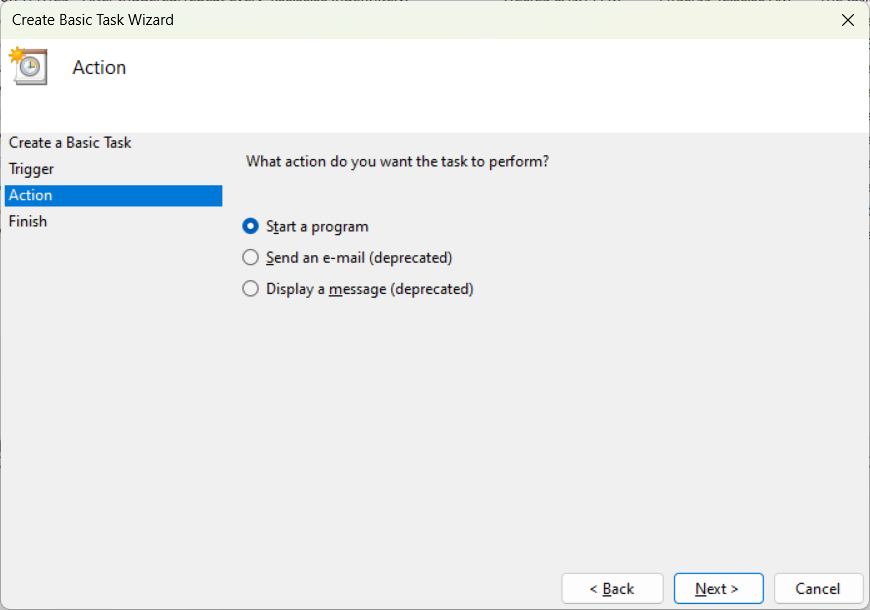 Create Basic Task Wizard
Action
Create a Basic Task
Trigger
Action
Finish
What action do you want the task to perform?
Start a program
Send an e-mail (deprecated)
Display a message (deprecated)
< Back
Next >
Cancel